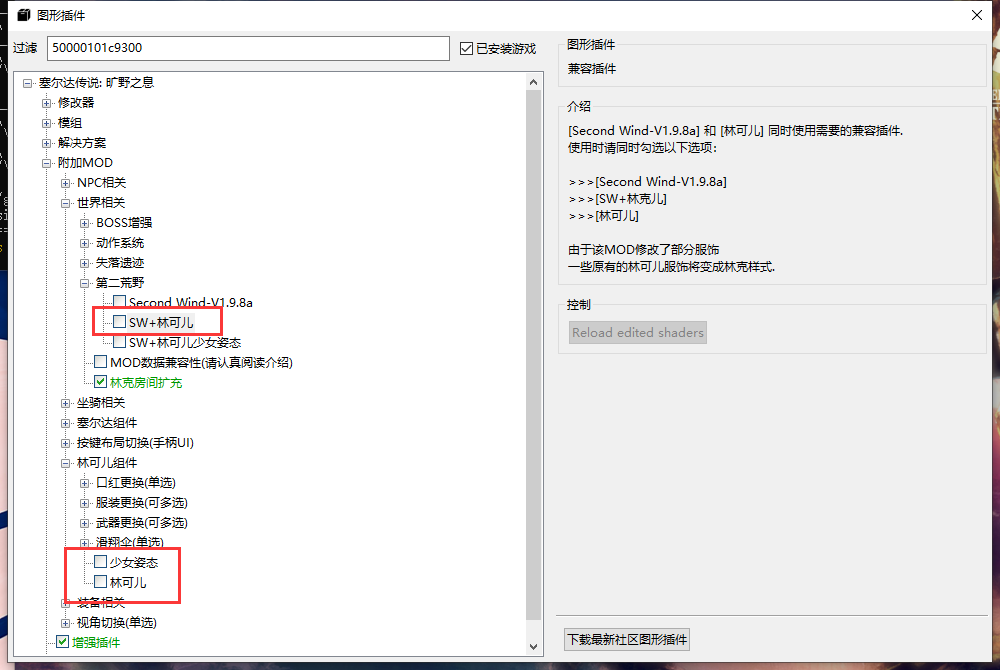 图形插件
过滤
50000101c9300
已安装游戏
塞尔达传说: 旷野之息
修改器
模组
解决方案
附加MOD
NPC相关
世界相关
BOSS增强
动作系统
失落遗迹
第二荒野
Second Wind-V1.9.8a
SW+林可儿
SW+林可儿少女姿态
MOD数据兼容性(请认真阅读介绍)
林克房间扩充
坐骑相关
塞尔达组件
按键布局切换(手柄UI)
林可儿组件
口红更换(单选)
服装更换(可多选)
武器更换(可多选)
滑翔伞(单选)
少女姿态
林可儿
装备相关
视角切换(单选)
增强插件
图形插件
兼容插件
介绍
[Second Wind-V1.9.8a] 和 [林可儿] 同时使用需要的兼容插件.
使用时请同时勾选以下选项：
>>>[Second Wind-V1.9.8a]
>>>[SW+林克儿]
>>>[林可儿]
由于该MOD修改了部分服饰
一些原有的林可儿服饰将变成林克样式.
控制
Reload edited shaders
下载最新社区图形插件